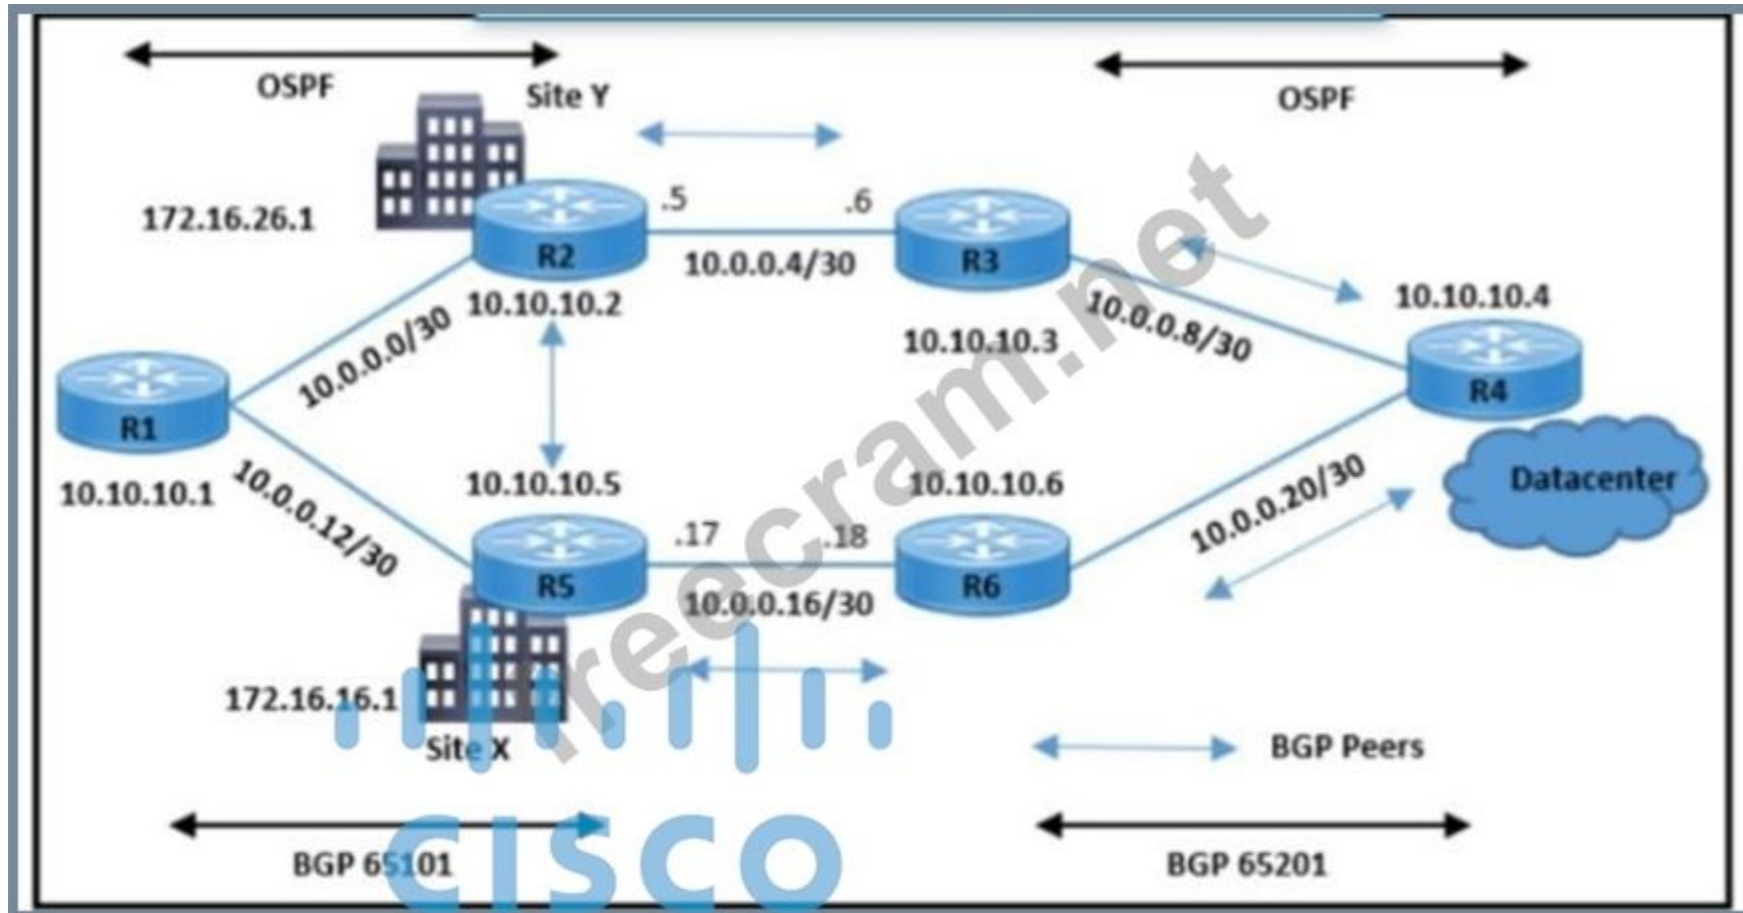 OSPF
Site Y
OSPF
172.16.26.1
.5
.6
R2
10.0.0.4/30
R3
10.10.10.2
10.0.0.0/30
10.10.10.3
10.0.0.8/30
10.10.10.4
R4
R1
10.10.10.1
10.0.0.12/30
10.10.10.5
10.10.10.6
10.0.0.20/30
Datacenter
.17
.18
R5
10.0.0.16/30
R6
172.16.16.1
Site X
BGP Peers
BGP 65101
BGP 65201
freecram.net
CISCO